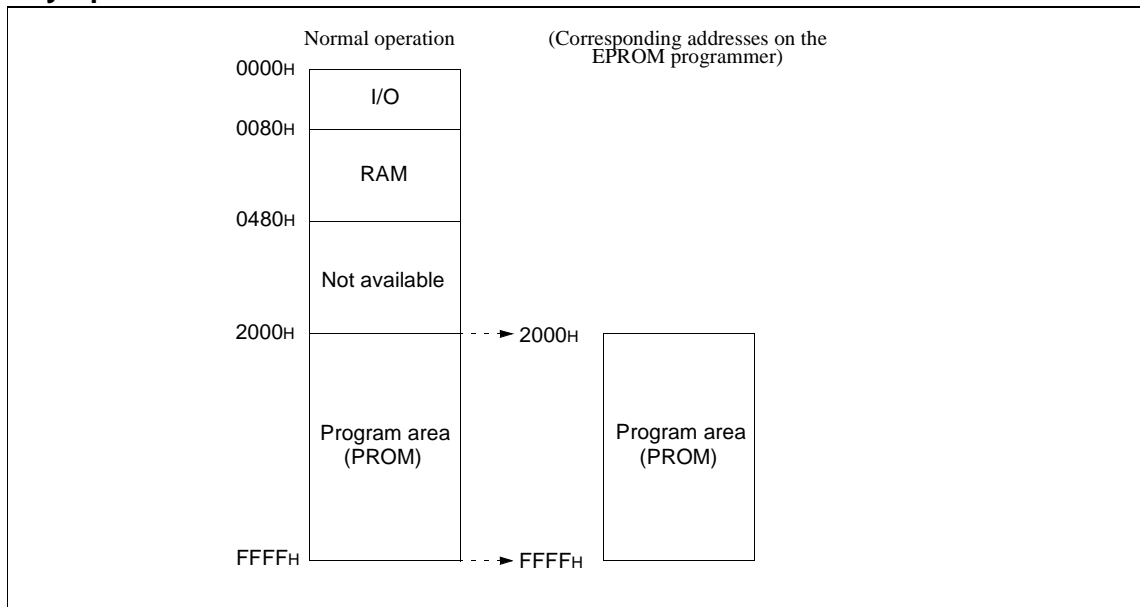 Normal operation
(Corresponding addresses on the
EPROM programmer)
0000H
I/O
0080H
RAM
0480H
Not available
2000H
2000H
Program area
(PROM)
Program area
(PROM)
FFFFH
FFFFH